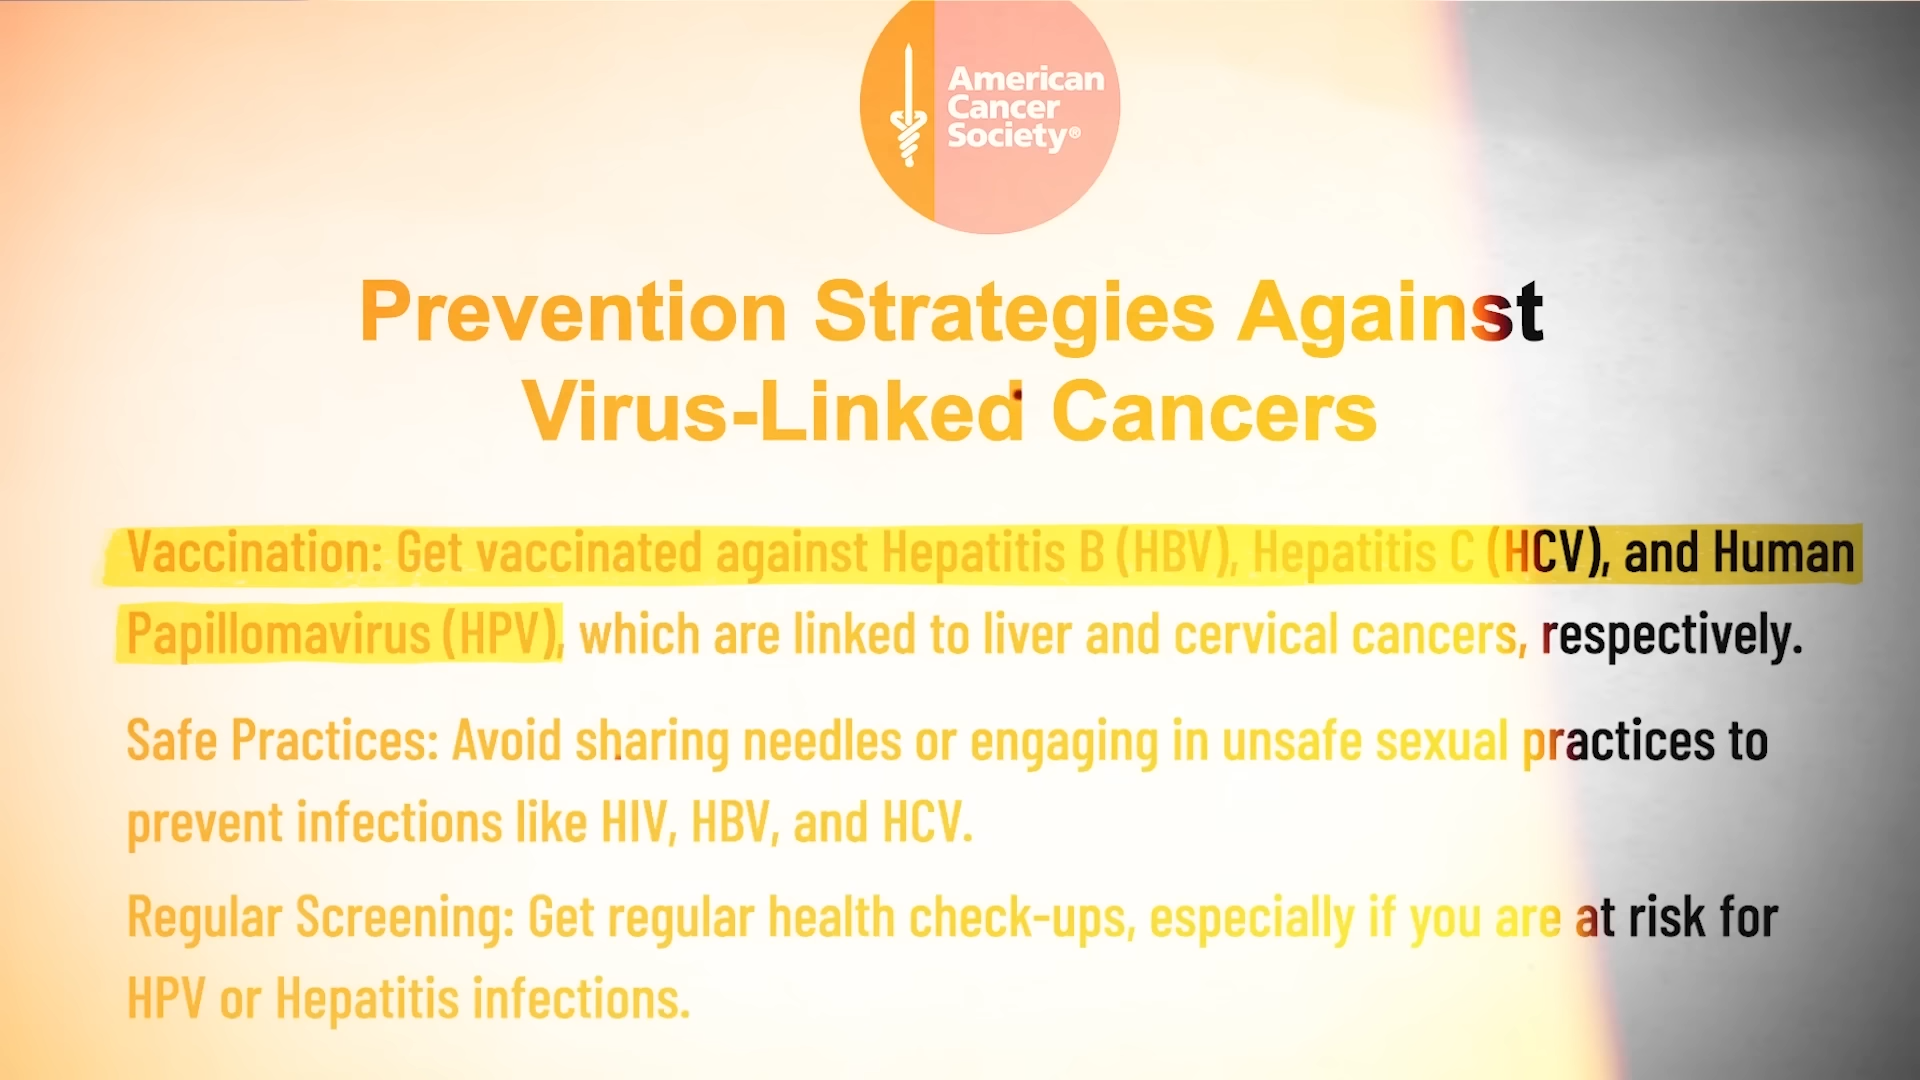 American
Cancer
Society®
Prevention Strategies Against
Virus-Linked Cancers
Vaccination: Get vaccinated against Hepatitis B (HBV), Hepatitis C (HCV), and Human
Papillomavirus (HPV), which are linked to liver and cervical cancers, respectively.
Safe Practices: Avoid sharing needles or engaging in unsafe sexual practices to
prevent infections like HIV, HBV, and HCV.
Regular Screening: Get regular health check-ups, especially if you are at risk for
HPV or Hepatitis infections.